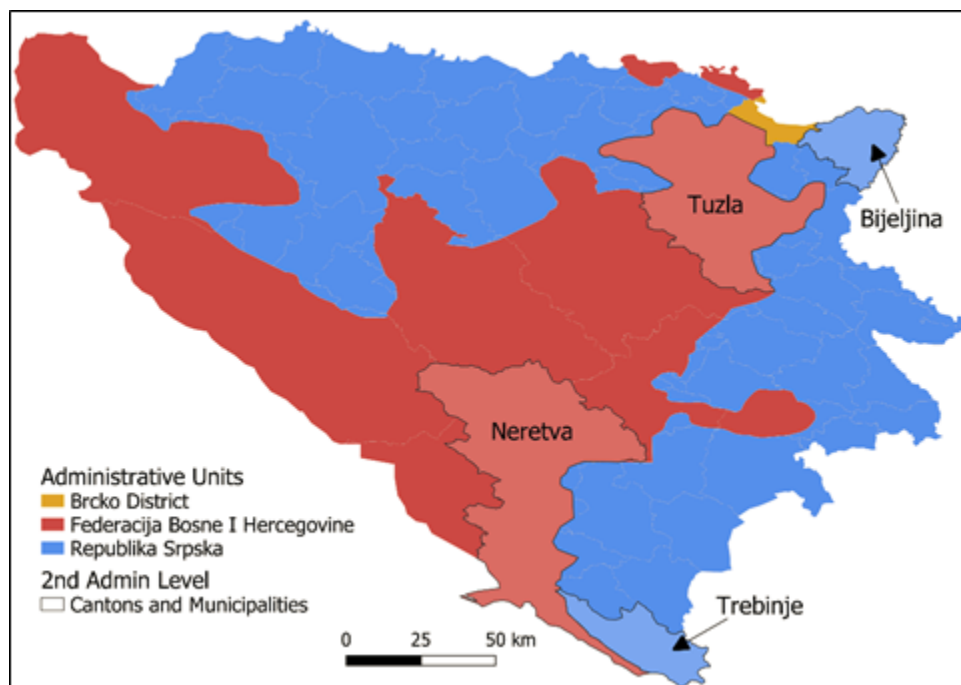 Tuzla
Bijeljina
Neretva
Administrative Units
Brcko District
Federacija Bosne I Hercegovine
Republika Srpska
2nd Admin Level
Cantons and Municipalities
Trebinje
0 25 50 km